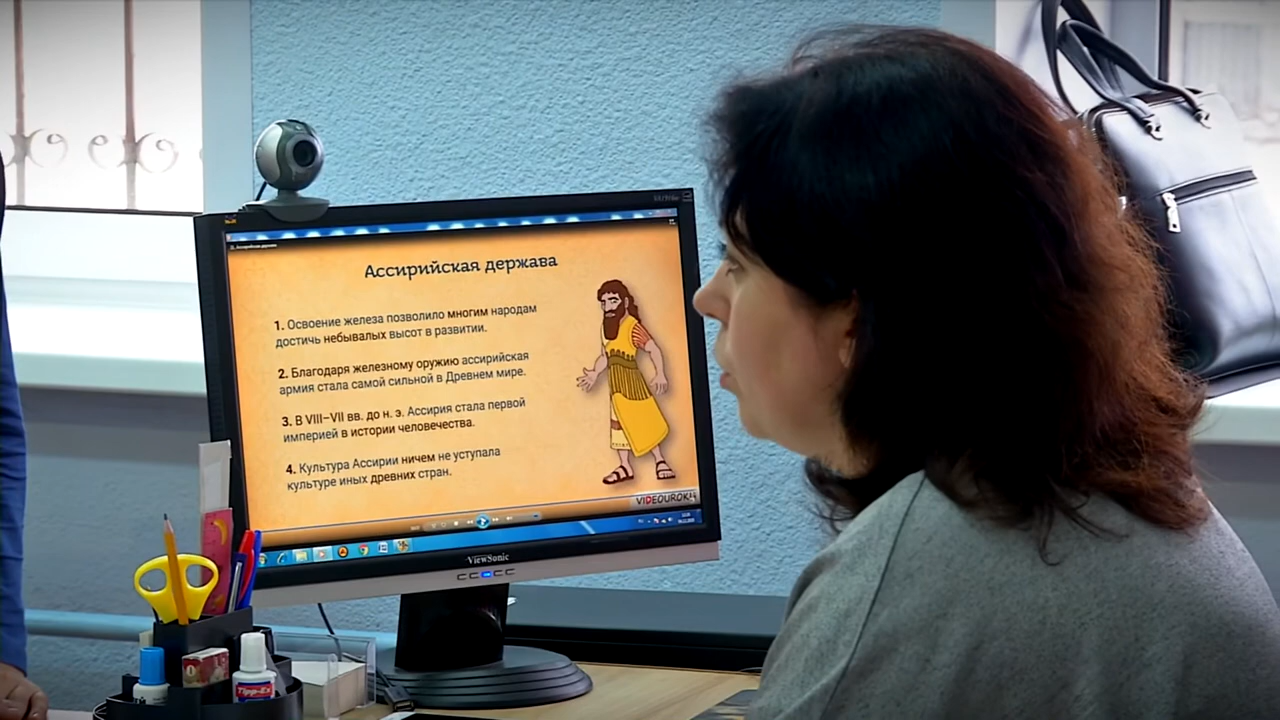 Ассирийская держава
Ассирийская держава
1. Освоение железа позволило многим народам
достичь небывалых высот в развитии.
2. Благодаря железному оружию ассирийская
армия стала самой сильной в Древнем мире.
3. В VIII–VII вв. до н. э. Ассирия стала первой
империей в истории человечества.
4. Культура Ассирии ничем не уступала
культуре иных древних стран.
VIDEOUROKI
ViewSonic
Tipp-Ex